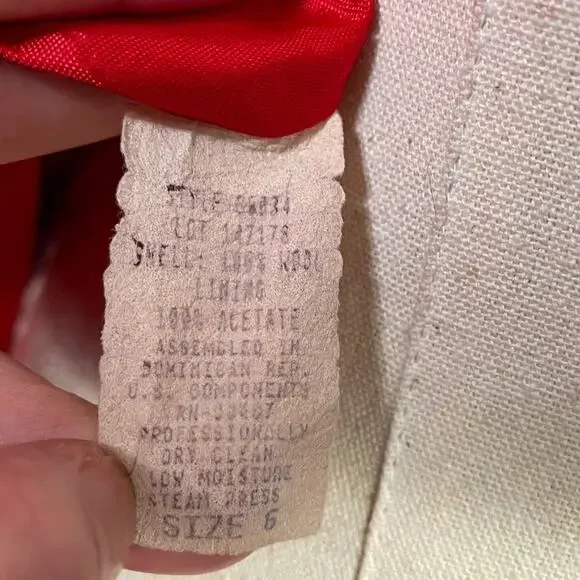 STYLE
LOT 147178
SHELL: 100% WOOL
LINING
100% ACETATE
ASSEMBLED IN
DOMINICAN REP.
U.S. COMPONENTS
PROFESSIONALLY
DRY CLEAN
LOW MOISTURE
STEAM PRESS
SIZE 6